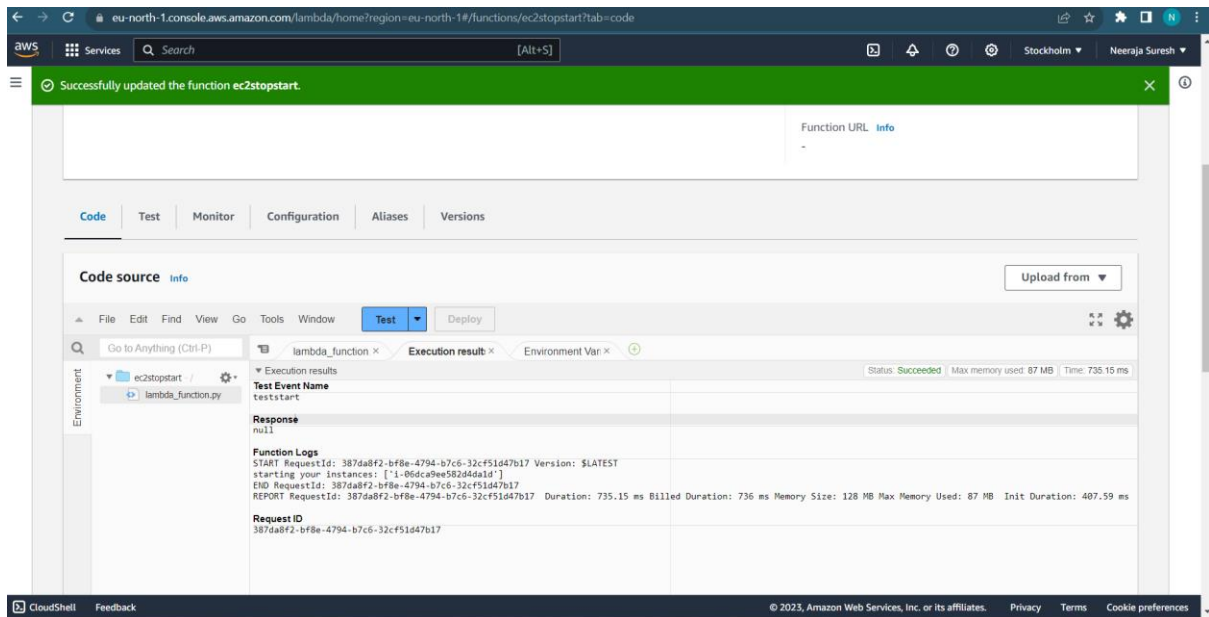 eu-north-1.console.aws.amazon.com/lambda/home?region=eu-north-1#/functions/ec2stopstart?tab=code
N
aws
Services
Search
[Alt+S]
Stockholm ▼
Neeraja Suresh ▼
Successfully updated the function ec2stopstart.
Function URL Info
-
Code
Test
Monitor
Configuration
Aliases
Versions
Code source Info
Upload from ▼
File Edit Find View Go Tools Window
Test
Deploy
Go to Anything (Ctrl-P)
lambda_function ×
Execution result ×
Environment Var ×
Environment
ec2stopstart - /
lambda_function.py
▼ Execution results
Status: Succeeded
Max memory used: 87 MB
Time: 735.15 ms
Test Event Name
teststart
Response
null
Function Logs
START RequestId: 387da8f2-bf8e-4794-b7c6-32cf51d47b17 Version: $LATEST
starting your instances: ['i-06dca9ee582d4da1d']
END RequestId: 387da8f2-bf8e-4794-b7c6-32cf51d47b17
REPORT RequestId: 387da8f2-bf8e-4794-b7c6-32cf51d47b17 Duration: 735.15 ms Billed Duration: 736 ms Memory Size: 128 MB Max Memory Used: 87 MB Init Duration: 407.59 ms
Request ID
387da8f2-bf8e-4794-b7c6-32cf51d47b17
CloudShell
Feedback
© 2023, Amazon Web Services, Inc. or its affiliates.
Privacy
Terms
Cookie preferences